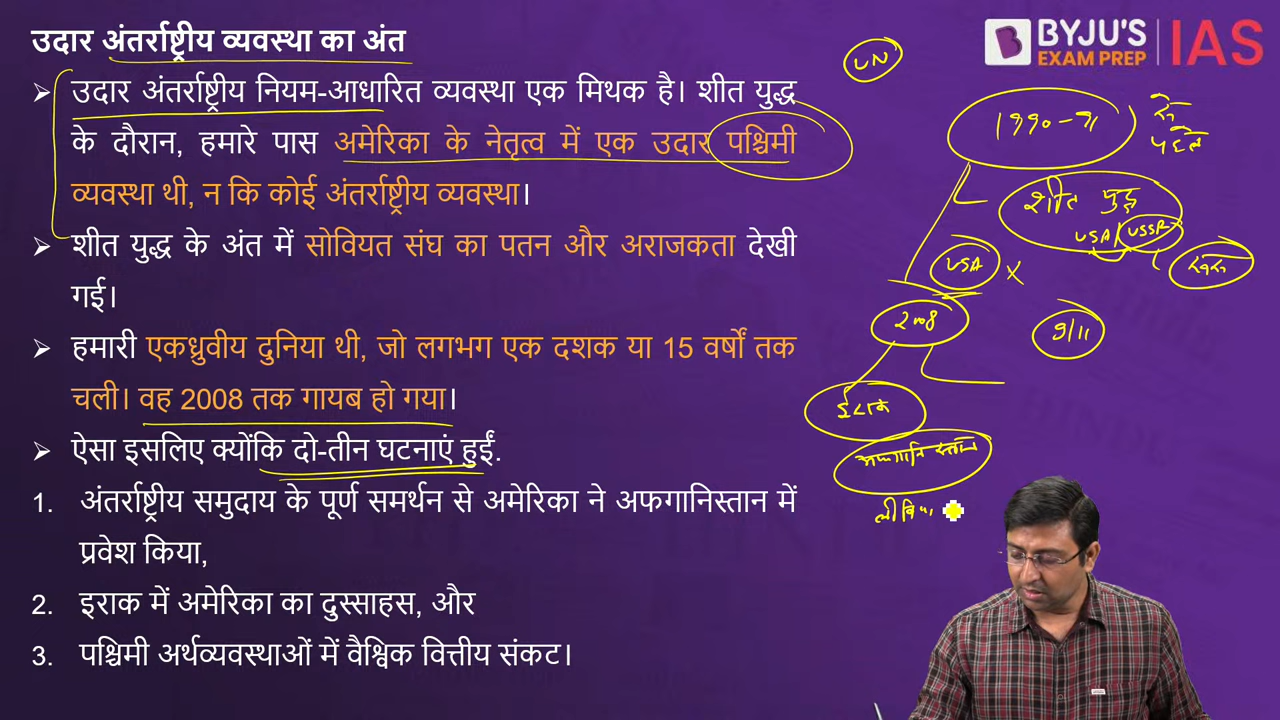 उदार अंतर्राष्ट्रीय व्यवस्था का अंत
BYJU'S
EXAM PREP
IAS
➤ उदार अंतर्राष्ट्रीय नियम-आधारित व्यवस्था एक मिथक है। शीत युद्ध
के दौरान, हमारे पास अमेरिका के नेतृत्व में एक उदार पश्चिमी
व्यवस्था थी, न कि कोई अंतर्राष्ट्रीय व्यवस्था।
➤ शीत युद्ध के अंत में सोवियत संघ का पतन और अराजकता देखी
गई।
➤ हमारी एकध्रुवीय दुनिया थी, जो लगभग एक दशक या 15 वर्षों तक
चली। वह 2008 तक गायब हो गया।
➤ ऐसा इसलिए क्योंकि दो-तीन घटनाएं हुईं.
1. अंतर्राष्ट्रीय समुदाय के पूर्ण समर्थन से अमेरिका ने अफगानिस्तान में
प्रवेश किया,
2. इराक में अमेरिका का दुस्साहस, और
3. पश्चिमी अर्थव्यवस्थाओं में वैश्विक वित्तीय संकट।
UN
1990-91
से
पहले
शीत युद्ध
USA/USSR
रूस
USA X
2008
9/11
ईराक
अफगानिस्तान
लीबिया